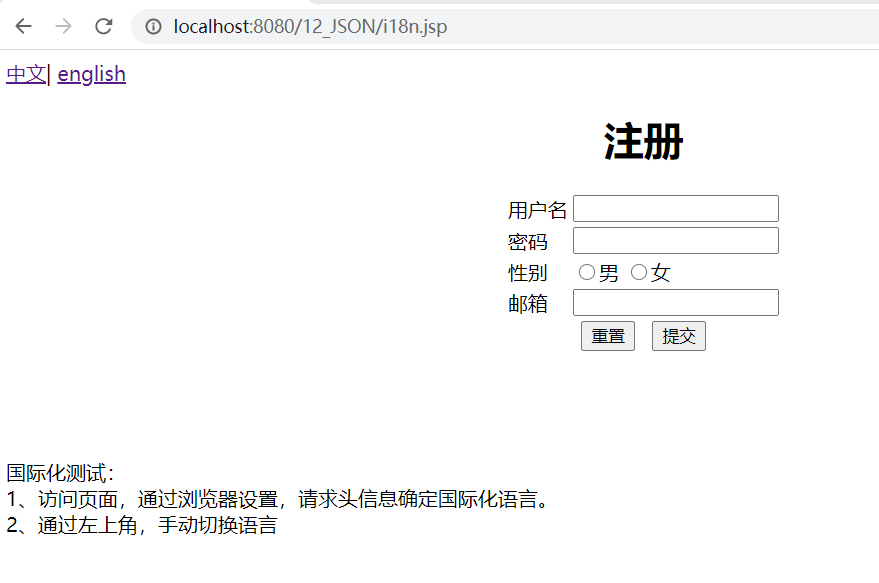 localhost:8080/12_JSON/i18n.jsp
中文| english
注册
用户名
密码
性别 男 女
邮箱
重置 提交
国际化测试：
1、访问页面，通过浏览器设置，请求头信息确定国际化语言。
2、通过左上角，手动切换语言